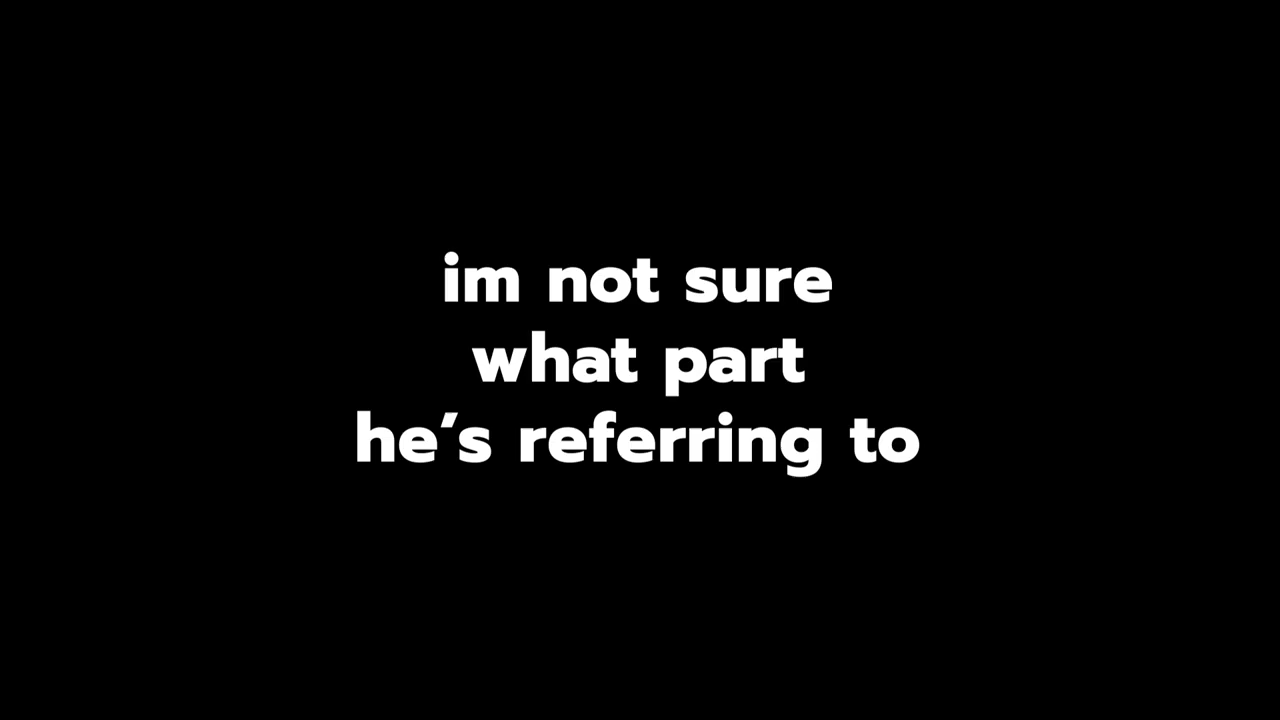 im not sure
what part
he’s referring to